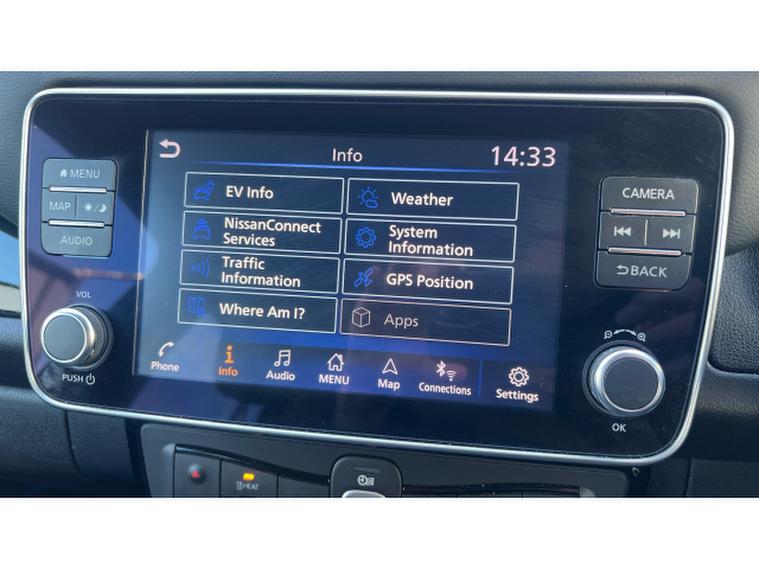 MENU
MAP
AUDIO
VOL
PUSH
Info
14:33
EV Info
Weather
NissanConnect
Services
System
Information
Traffic
Information
GPS Position
Where Am I?
Apps
Phone
Info
Audio
MENU
Map
Connections
Settings
CAMERA
BACK
OK
HEAT